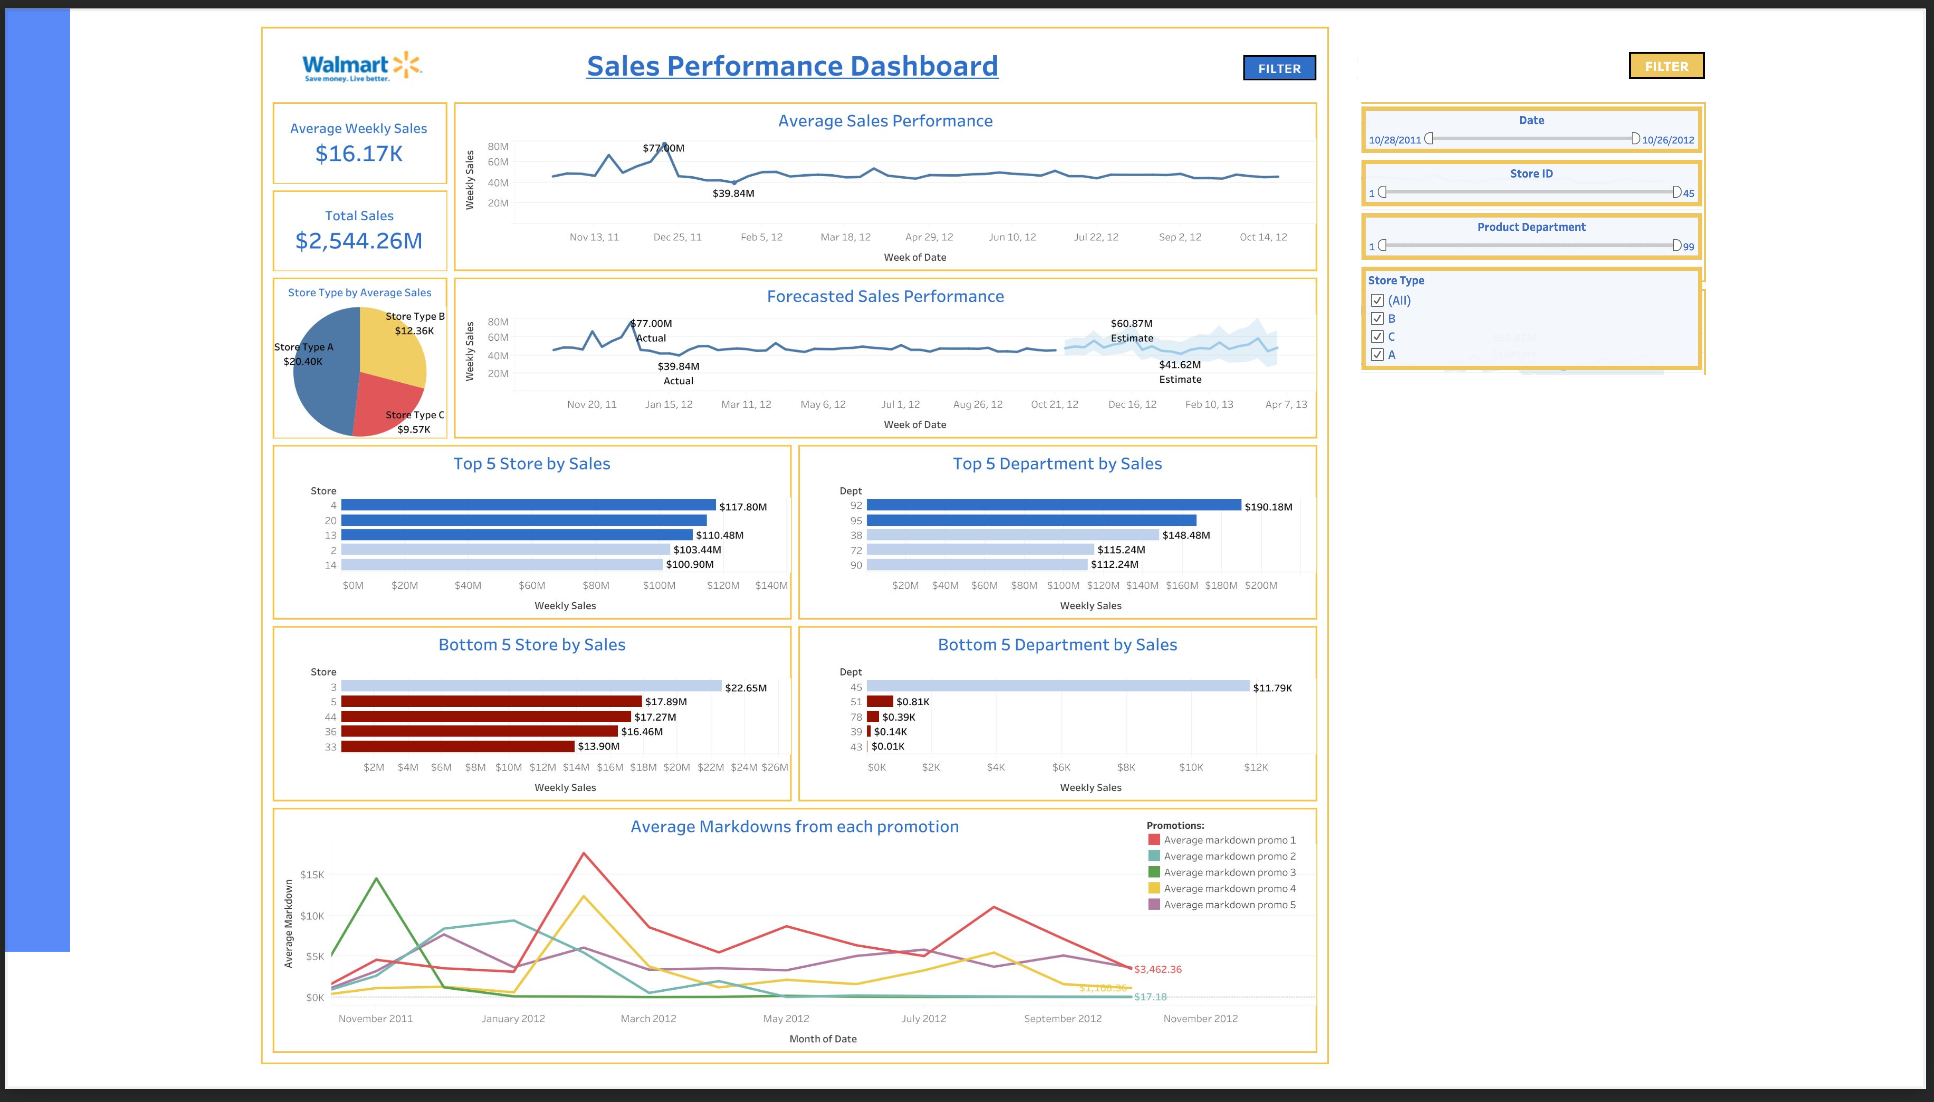 Walmart
Save money. Live better.
Sales Performance Dashboard
FILTER
FILTER
Average Weekly Sales
$16.17K
Total Sales
$2,544.26M
Average Sales Performance
Weekly Sales
80M
60M
40M
20M
$77.00M
$39.84M
Nov 13, 11 Dec 25, 11 Feb 5, 12 Mar 18, 12 Apr 29, 12 Jun 10, 12 Jul 22, 12 Sep 2, 12 Oct 14, 12
Week of Date
Date
10/28/2011 10/26/2012
Store ID
1 45
Product Department
1 99
Store Type
(All)
B
C
A
Store Type by Average Sales
Store Type B
$12.36K
Store Type A
$20.40K
Store Type C
$9.57K
Forecasted Sales Performance
Weekly Sales
80M
60M
40M
20M
$77.00M
Actual
$39.84M
Actual
$60.87M
Estimate
$41.62M
Estimate
Nov 20, 11 Jan 15, 12 Mar 11, 12 May 6, 12 Jul 1, 12 Aug 26, 12 Oct 21, 12 Dec 16, 12 Feb 10, 13 Apr 7, 13
Week of Date
Top 5 Store by Sales
Store
4 $117.80M
20
13 $110.48M
2 $103.44M
14 $100.90M
$0M $20M $40M $60M $80M $100M $120M $140M
Weekly Sales
Top 5 Department by Sales
Dept
92 $190.18M
95
38 $148.48M
72 $115.24M
90 $112.24M
$20M $40M $60M $80M $100M $120M $140M $160M $180M $200M
Weekly Sales
Bottom 5 Store by Sales
Store
3 $22.65M
5 $17.89M
44 $17.27M
36 $16.46M
33 $13.90M
$2M $4M $6M $8M $10M $12M $14M $16M $18M $20M $22M $24M $26M
Weekly Sales
Bottom 5 Department by Sales
Dept
45 $11.79K
51 $0.81K
78 $0.39K
39 $0.14K
43 $0.01K
$0K $2K $4K $6K $8K $10K $12K
Weekly Sales
Average Markdowns from each promotion
Promotions:
Average markdown promo 1
Average markdown promo 2
Average markdown promo 3
Average markdown promo 4
Average markdown promo 5
Average Markdown
$15K
$10K
$5K
$0K
$3,462.36
$17.18
November 2011 January 2012 March 2012 May 2012 July 2012 September 2012 November 2012
Month of Date